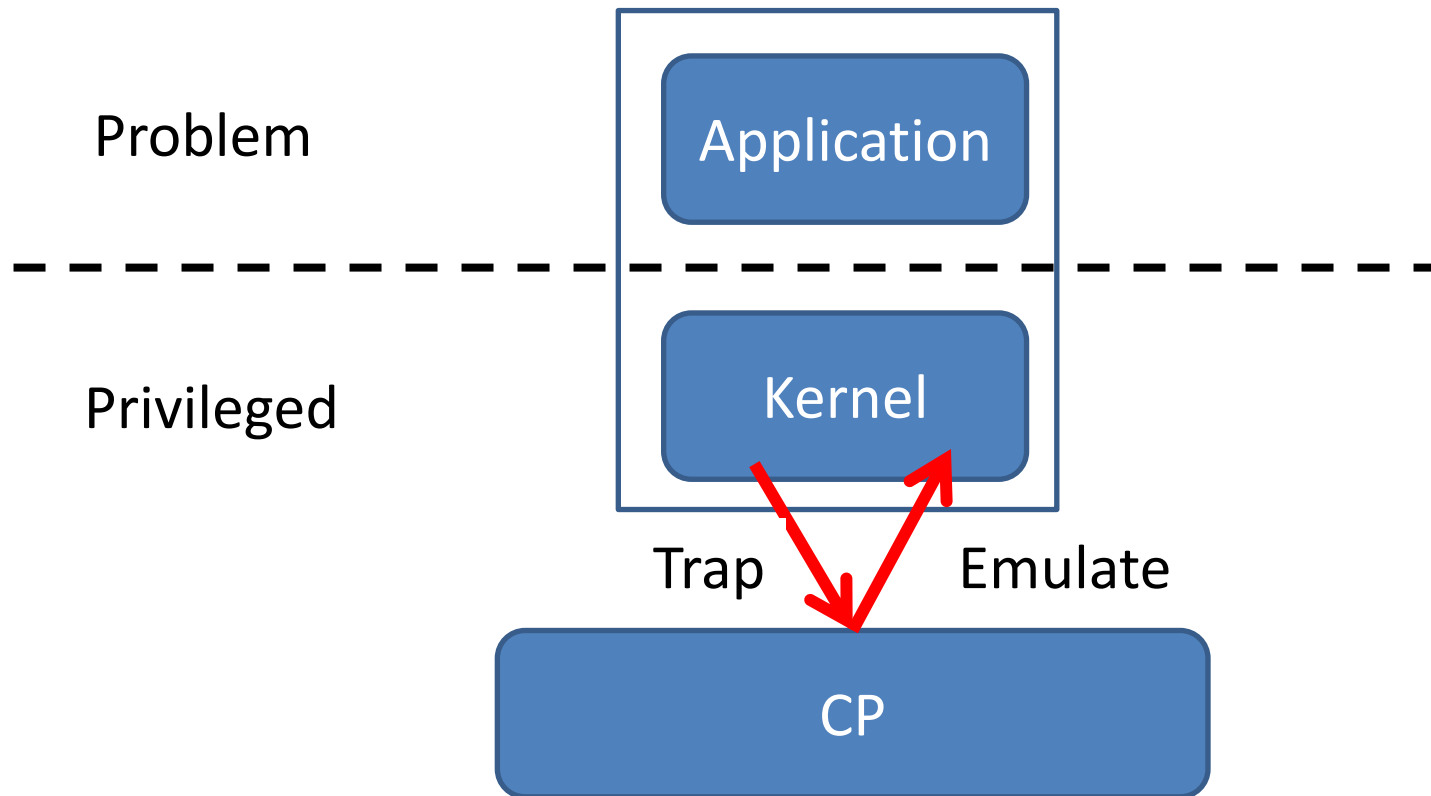 Problem
Application
Privileged
Kernel
Trap
Emulate
CP